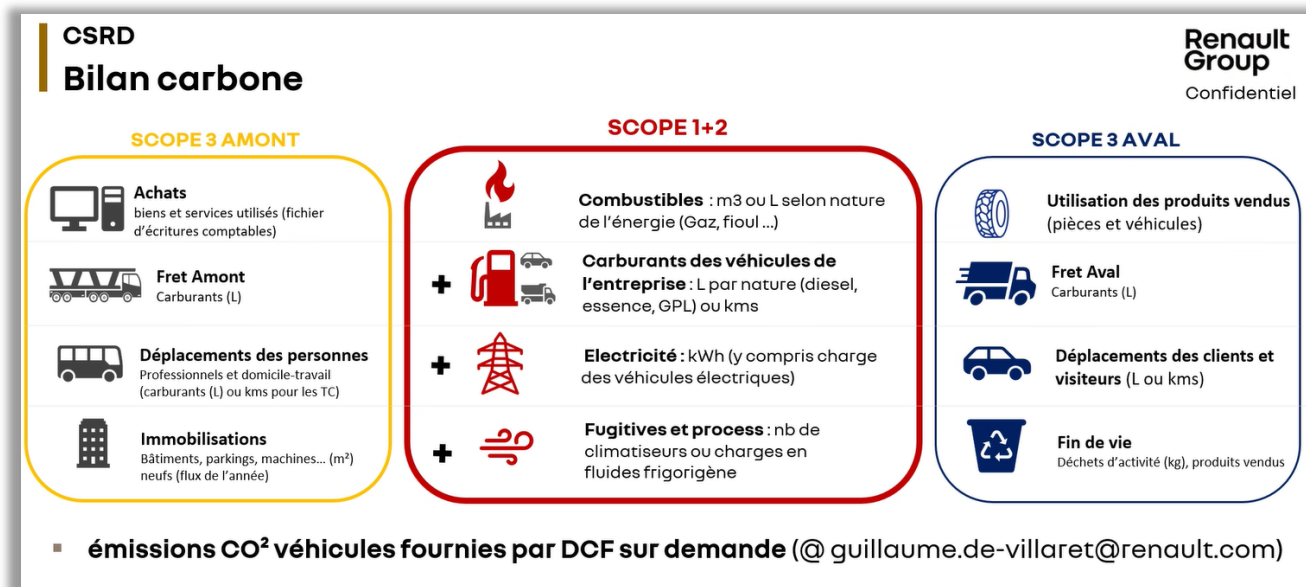 CSRD
Bilan carbone
Renault
Group
Confidentiel
SCOPE 3 AMONT
Achats
biens et services utilisés (fichier
d'écritures comptables)
Fret Amont
Carburants (L)
Déplacements des personnes
Professionnels et domicile-travail
(carburants (L) ou kms pour les TC)
Immobilisations
Bâtiments, parkings, machines... (m²)
neufs (flux de l'année)
SCOPE 1+2
Combustibles : m3 ou L selon nature
de l'énergie (Gaz, fioul ...)
+ Carburants des véhicules de
l'entreprise : L par nature (diesel,
essence, GPL) ou kms
+ Electricité : kWh (y compris charge
des véhicules électriques)
+ Fugitives et process : nb de
climatiseurs ou charges en
fluides frigorigène
SCOPE 3 AVAL
Utilisation des produits vendus
(pièces et véhicules)
Fret Aval
Carburants (L)
Déplacements des clients et
visiteurs (L ou kms)
Fin de vie
Déchets d'activité (kg), produits vendus
▪ émissions CO² véhicules fournies par DCF sur demande (@ guillaume.de-villaret@renault.com)